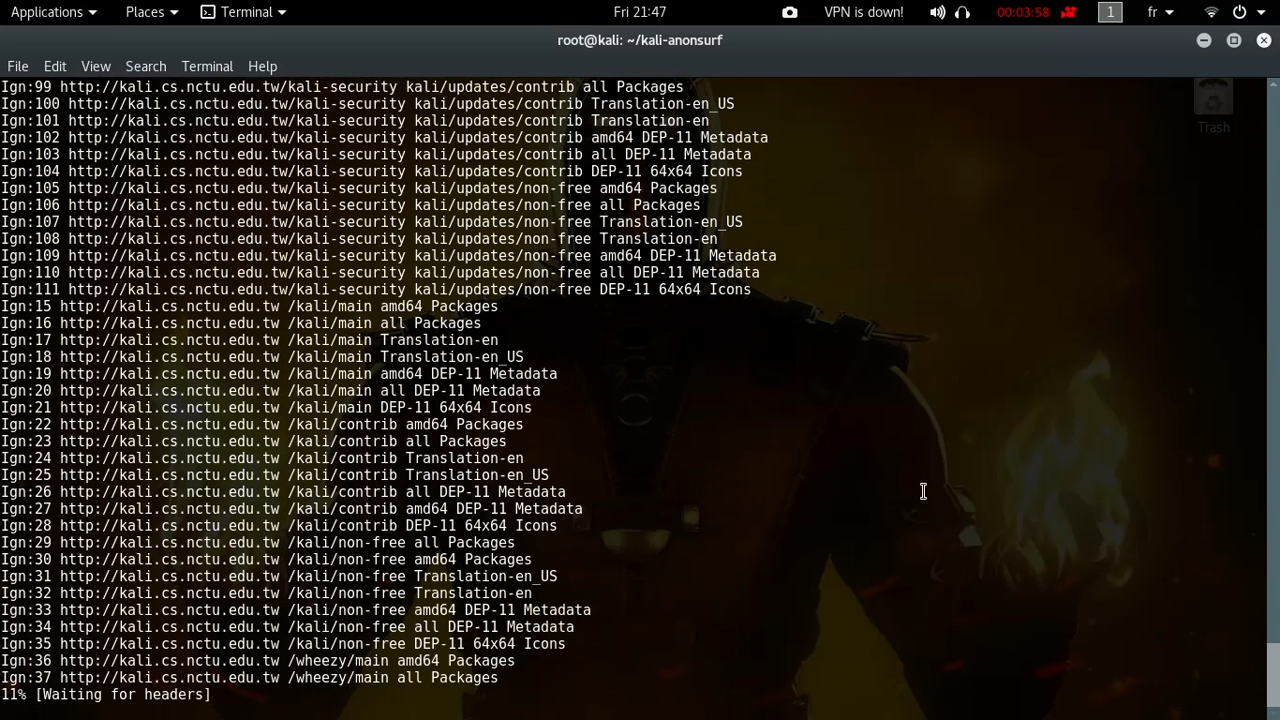 Applications Places Terminal Fri 21:47 VPN is down! 00:03:58 1 fr
root@kali: ~/kali-anonsurf
File Edit View Search Terminal Help
Ign:99 http://kali.cs.nctu.edu.tw/kali-security kali/updates/contrib all Packages
Ign:100 http://kali.cs.nctu.edu.tw/kali-security kali/updates/contrib Translation-en_US
Ign:101 http://kali.cs.nctu.edu.tw/kali-security kali/updates/contrib Translation-en
Ign:102 http://kali.cs.nctu.edu.tw/kali-security kali/updates/contrib amd64 DEP-11 Metadata
Ign:103 http://kali.cs.nctu.edu.tw/kali-security kali/updates/contrib all DEP-11 Metadata
Ign:104 http://kali.cs.nctu.edu.tw/kali-security kali/updates/contrib DEP-11 64x64 Icons
Ign:105 http://kali.cs.nctu.edu.tw/kali-security kali/updates/non-free amd64 Packages
Ign:106 http://kali.cs.nctu.edu.tw/kali-security kali/updates/non-free all Packages
Ign:107 http://kali.cs.nctu.edu.tw/kali-security kali/updates/non-free Translation-en_US
Ign:108 http://kali.cs.nctu.edu.tw/kali-security kali/updates/non-free Translation-en
Ign:109 http://kali.cs.nctu.edu.tw/kali-security kali/updates/non-free amd64 DEP-11 Metadata
Ign:110 http://kali.cs.nctu.edu.tw/kali-security kali/updates/non-free all DEP-11 Metadata
Ign:111 http://kali.cs.nctu.edu.tw/kali-security kali/updates/non-free DEP-11 64x64 Icons
Ign:15 http://kali.cs.nctu.edu.tw /kali/main amd64 Packages
Ign:16 http://kali.cs.nctu.edu.tw /kali/main all Packages
Ign:17 http://kali.cs.nctu.edu.tw /kali/main Translation-en
Ign:18 http://kali.cs.nctu.edu.tw /kali/main Translation-en_US
Ign:19 http://kali.cs.nctu.edu.tw /kali/main amd64 DEP-11 Metadata
Ign:20 http://kali.cs.nctu.edu.tw /kali/main all DEP-11 Metadata
Ign:21 http://kali.cs.nctu.edu.tw /kali/main DEP-11 64x64 Icons
Ign:22 http://kali.cs.nctu.edu.tw /kali/contrib amd64 Packages
Ign:23 http://kali.cs.nctu.edu.tw /kali/contrib all Packages
Ign:24 http://kali.cs.nctu.edu.tw /kali/contrib Translation-en
Ign:25 http://kali.cs.nctu.edu.tw /kali/contrib Translation-en_US
Ign:26 http://kali.cs.nctu.edu.tw /kali/contrib all DEP-11 Metadata
Ign:27 http://kali.cs.nctu.edu.tw /kali/contrib amd64 DEP-11 Metadata
Ign:28 http://kali.cs.nctu.edu.tw /kali/contrib DEP-11 64x64 Icons
Ign:29 http://kali.cs.nctu.edu.tw /kali/non-free all Packages
Ign:30 http://kali.cs.nctu.edu.tw /kali/non-free amd64 Packages
Ign:31 http://kali.cs.nctu.edu.tw /kali/non-free Translation-en_US
Ign:32 http://kali.cs.nctu.edu.tw /kali/non-free Translation-en
Ign:33 http://kali.cs.nctu.edu.tw /kali/non-free amd64 DEP-11 Metadata
Ign:34 http://kali.cs.nctu.edu.tw /kali/non-free all DEP-11 Metadata
Ign:35 http://kali.cs.nctu.edu.tw /kali/non-free DEP-11 64x64 Icons
Ign:36 http://kali.cs.nctu.edu.tw /wheezy/main amd64 Packages
Ign:37 http://kali.cs.nctu.edu.tw /wheezy/main all Packages
11% [Waiting for headers]
Trash